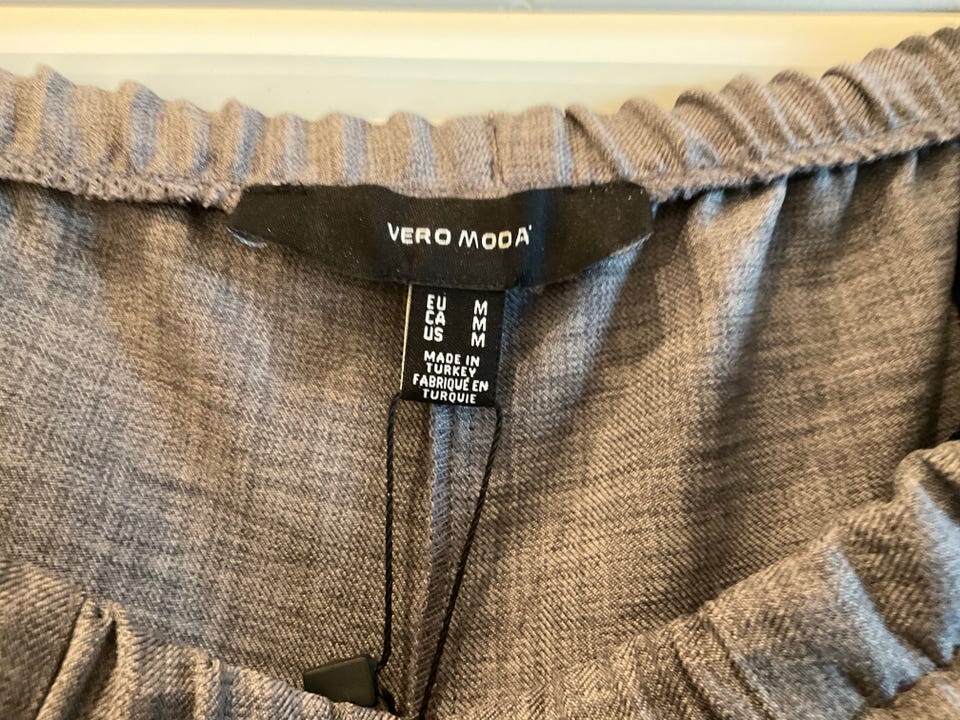 VERO MODA
EU M
CA M
US M
MADE IN
TURKEY
FABRIQUÉ EN
TURQUIE